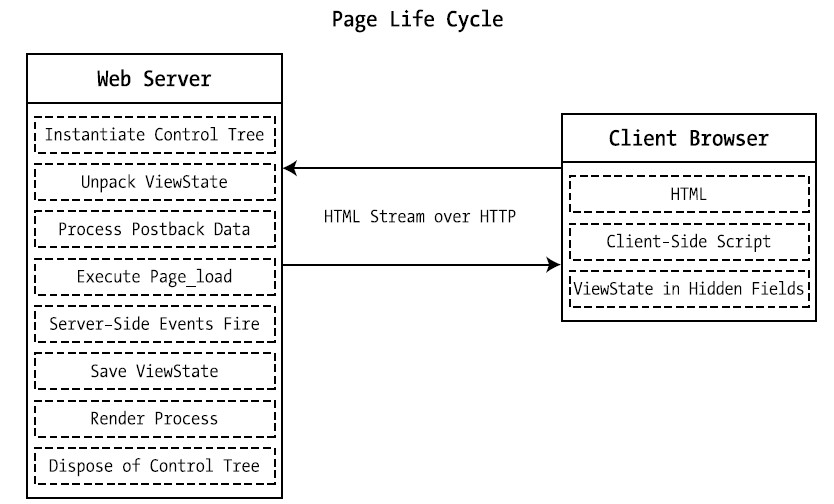 Page Life Cycle
Web Server
Instantiate Control Tree
Unpack ViewState
Process Postback Data
Execute Page_load
Server-Side Events Fire
Save ViewState
Render Process
Dispose of Control Tree
HTML Stream over HTTP
Client Browser
HTML
Client-Side Script
ViewState in Hidden Fields